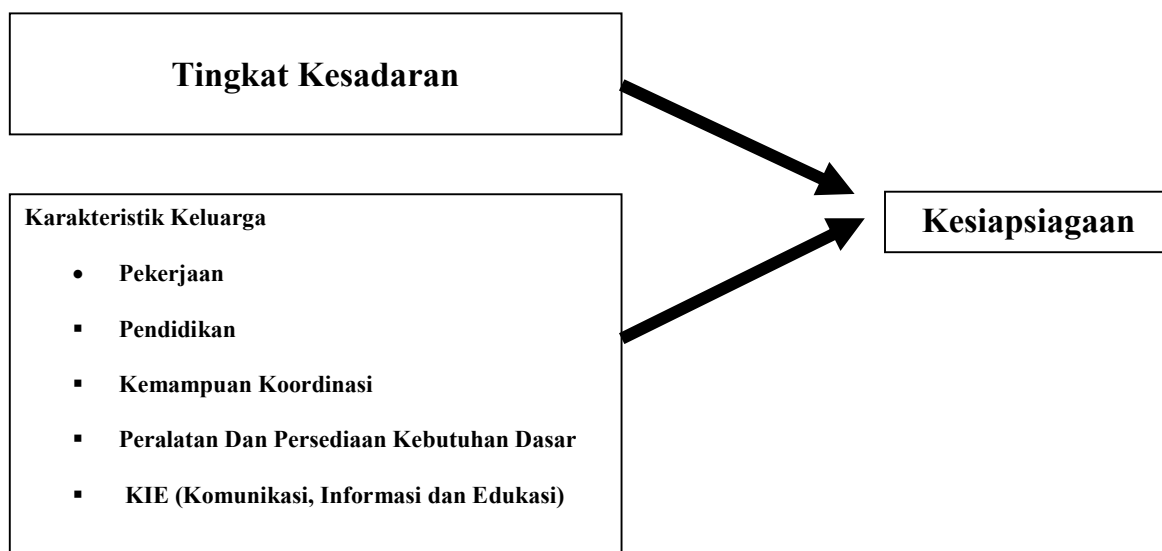 Tingkat Kesadaran
Karakteristik Keluarga
• Pekerjaan
▪ Pendidikan
▪ Kemampuan Koordinasi
▪ Peralatan Dan Persediaan Kebutuhan Dasar
▪ KIE (Komunikasi, Informasi dan Edukasi)
Kesiapsiagaan